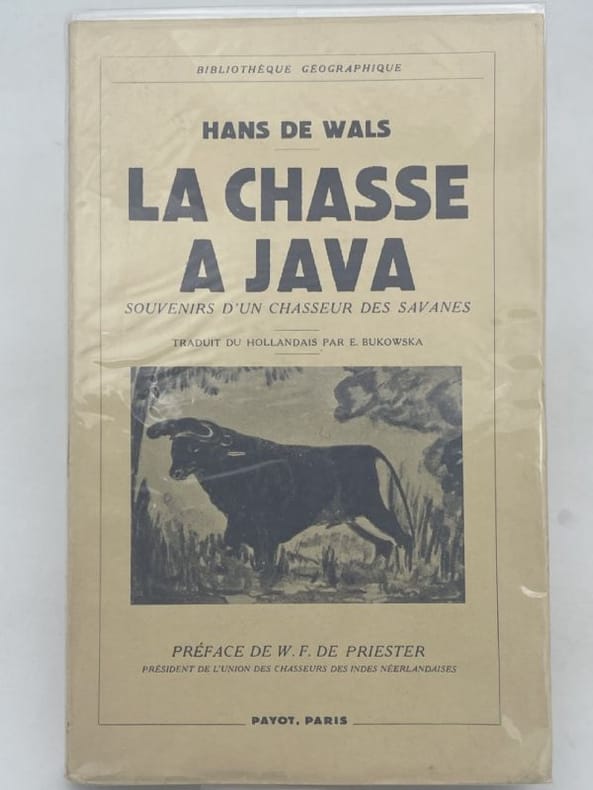 BIBLIOTHÈQUE GÉOGRAPHIQUE
HANS DE WALS
LA CHASSE
A JAVA
SOUVENIRS D'UN CHASSEUR DES SAVANES
TRADUIT DU HOLLANDAIS PAR E. BUKOWSKA
PRÉFACE DE W. F. DE PRIESTER
PRÉSIDENT DE L'UNION DES CHASSEURS DES INDES NÉERLANDAISES
PAYOT, PARIS